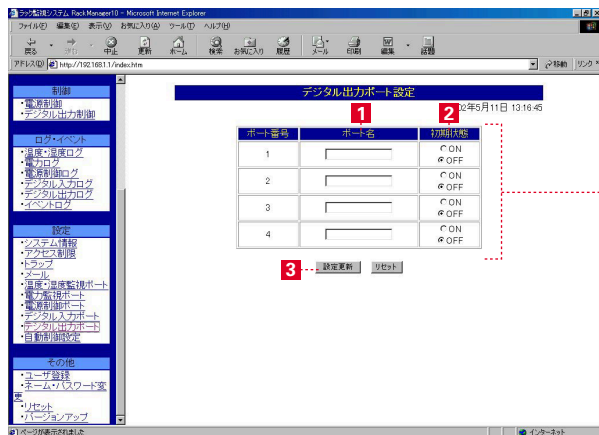 ラック監視システム RackManager10 - Microsoft Internet Explorer
ファイル(F) 編集(E) 表示(V) お気に入り(A) ツール(T) ヘルプ(H)
戻る 中止 更新 ホーム 検索 お気に入り 履歴 メール 印刷 編集 話題
アドレス(D) http://192.168.1.1/index.htm 移動 リンク
制御
・電源制御
・デジタル出力制御
ログ・イベント
・温度・湿度ログ
・電力ログ
・電源制御ログ
・デジタル入力ログ
・デジタル出力ログ
・イベントログ
設定
・システム情報
・アクセス制限
・トラップ
・メール
・温度・湿度監視ポート
・電力監視ポート
・電源制御ポート
・デジタル入力ポート
・デジタル出力ポート
・自動制御設定
その他
・ユーザ登録
・ネーム・パスワード変
更
・リセット
・バージョンアップ
デジタル出力ポート設定
2年5月11日 13:16:45
1 2
ポート番号 ポート名 初期状態
1 ON
OFF
2 ON
OFF
3 ON
OFF
4 ON
OFF
3 設定更新 リセット
ページが表示されました インターネット